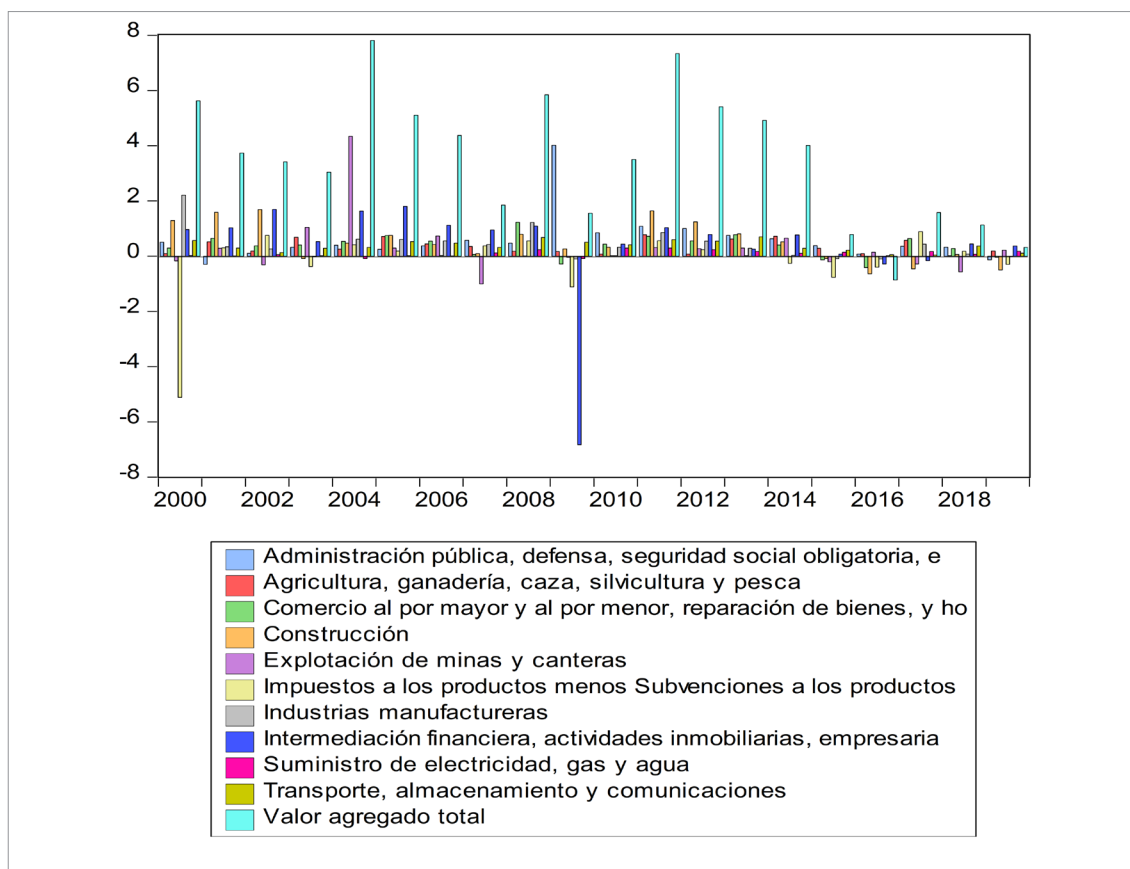 8
6
4
2
0
-2
-4
-6
-8
2000 2002 2004 2006 2008 2010 2012 2014 2016 2018
Administración pública, defensa, seguridad social obligatoria, e
Agricultura, ganadería, caza, silvicultura y pesca
Comercio al por mayor y al por menor, reparación de bienes, y ho
Construcción
Explotación de minas y canteras
Impuestos a los productos menos Subvenciones a los productos
Industrias manufactureras
Intermediación financiera, actividades inmobiliarias, empresaria
Suministro de electricidad, gas y agua
Transporte, almacenamiento y comunicaciones
Valor agregado total